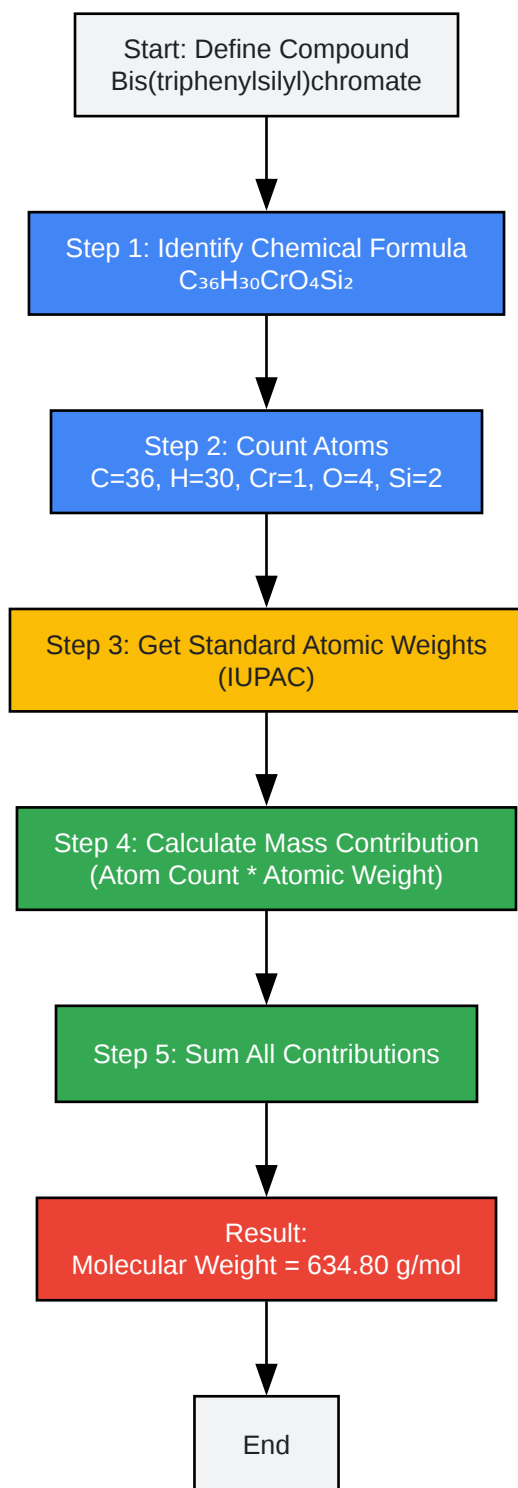 Start: Define Compound
Bis(triphenylsilyl)chromate
Step 1: Identify Chemical Formula
C₃₆H₃₀CrO₄Si₂
Step 2: Count Atoms
C=36, H=30, Cr=1, O=4, Si=2
Step 3: Get Standard Atomic Weights
(IUPAC)
Step 4: Calculate Mass Contribution
(Atom Count * Atomic Weight)
Step 5: Sum All Contributions
Result:
Molecular Weight = 634.80 g/mol
End